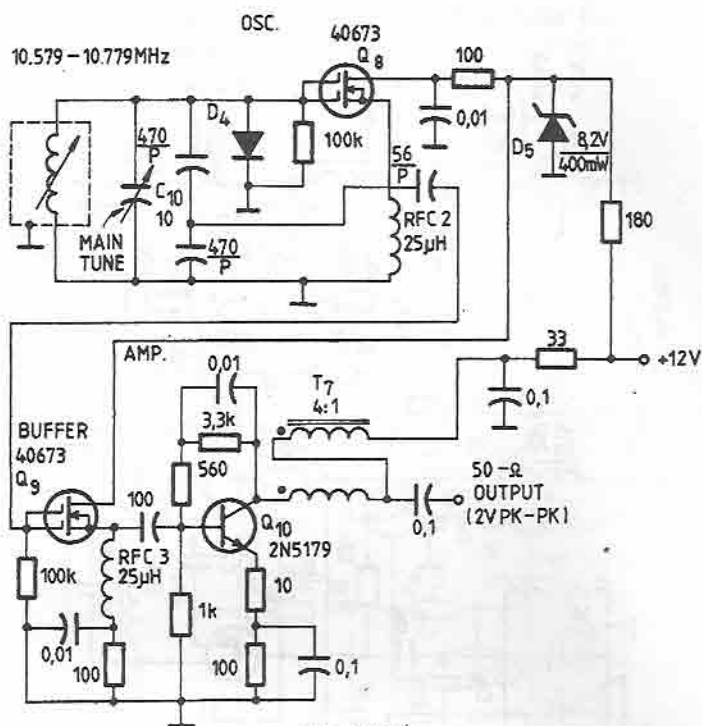 OSC.
40673
Q8
10.579 – 10.779 MHz
100
D4
0,01
100k
D5
8,2V
400mW
470
P
C10
10
56
P
RFC 2
25µH
180
MAIN
TUNE
470
P
33
+12V
AMP.
0,01
T7
4:1
0,1
3,3k
BUFFER
40673
Q9
560
100
50-Ω
OUTPUT
(2V PK-PK)
0,1
Q10
2N5179
RFC 3
25µH
100k
10
1k
0,01
100
100
0,1